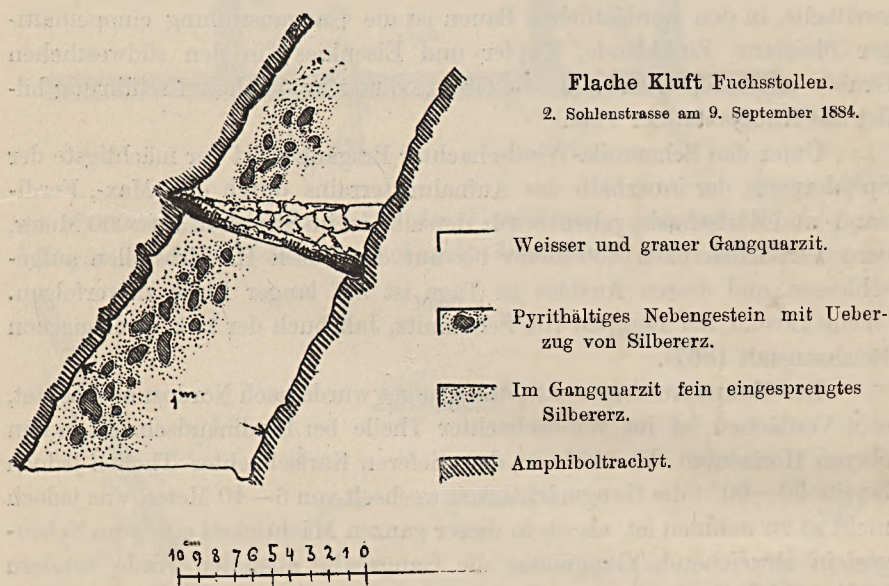 Flache Kluft Fuchsstollen.
2. Sohlenstrasse am 9. September 1884.
Weisser und grauer Gangquarzit.
Pyrithältiges Nebengestein mit Ueber-
zug von Silbererz.
Im Gangquarzit fein eingesprengtes
Silbererz.
Amphiboltrachyt.
1 m
10 9 8 7 6 5 4 3 2 1 0